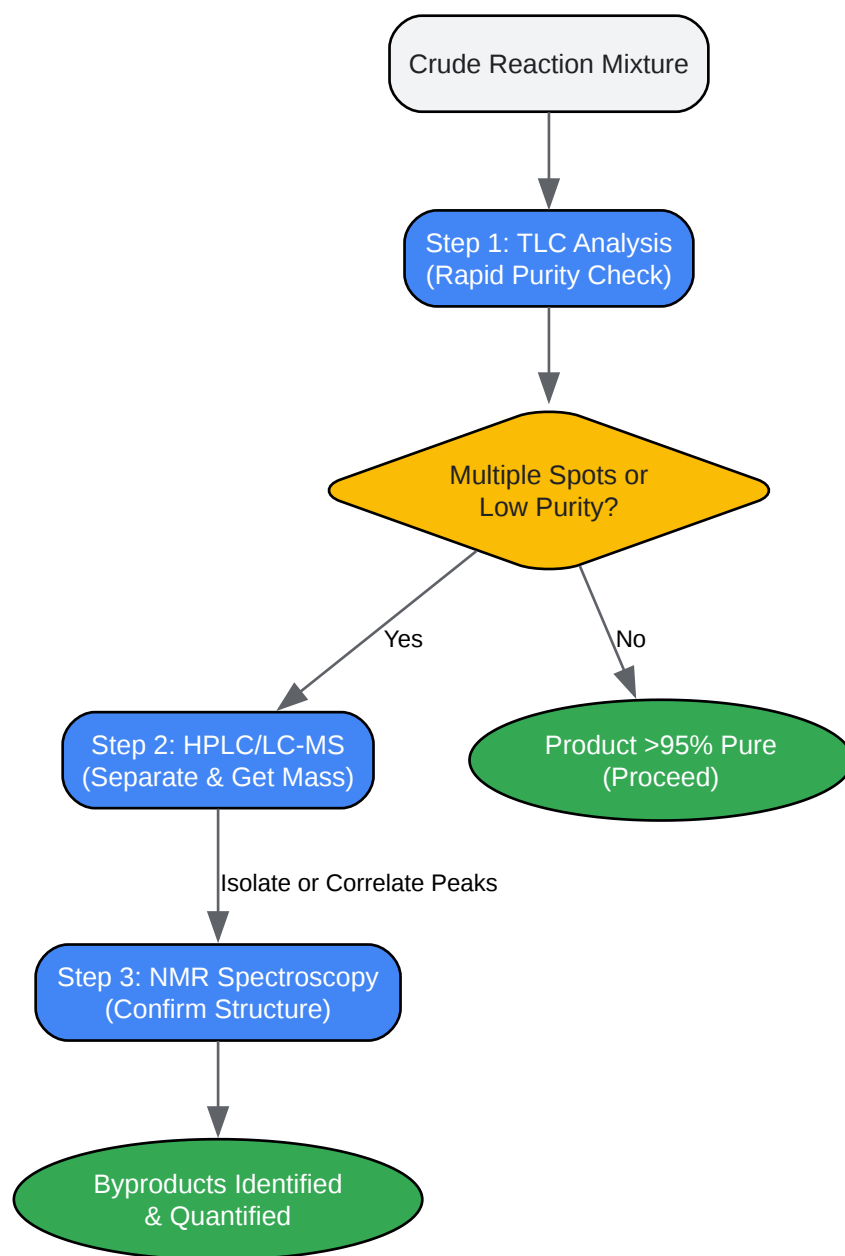 Crude Reaction Mixture
Step 1: TLC Analysis
(Rapid Purity Check)
Multiple Spots or
Low Purity?
Yes
No
Step 2: HPLC/LC-MS
(Separate & Get Mass)
Product >95% Pure
(Proceed)
Isolate or Correlate Peaks
Step 3: NMR Spectroscopy
(Confirm Structure)
Byproducts Identified
& Quantified